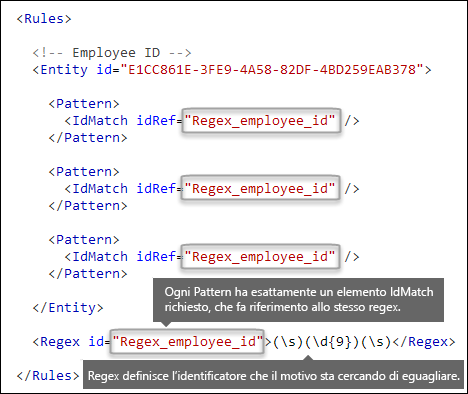 <Rules>
<!-- Employee ID -->
<Entity id="E1CC861E-3FE9-4A58-82DF-4BD259EAB378">
<Pattern>
<IdMatch idRef="Regex_employee_id" />
</Pattern>
<Pattern>
<IdMatch idRef="Regex_employee_id" />
</Pattern>
<Pattern>
<IdMatch idRef="Regex_employee_id" />
</Pattern>
Ogni Pattern ha esattamente un elemento IdMatch
richiesto, che fa riferimento allo stesso regex.
</Entity>
<Regex id="Regex_employee_id">(\s)(\d{9})(\s)</Regex>
Regex definisce l'identificatore che il motivo sta cercando di eguagliare.
</Rules>